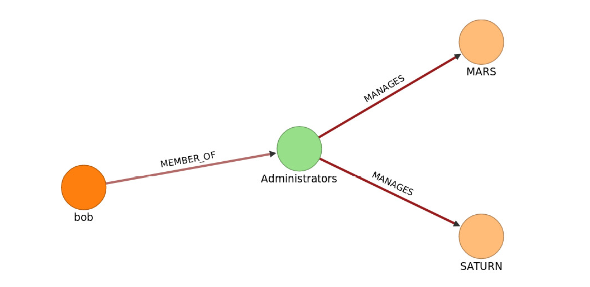 MARS
MANAGES
MEMBER_OF
Administrators
MANAGES
bob
SATURN